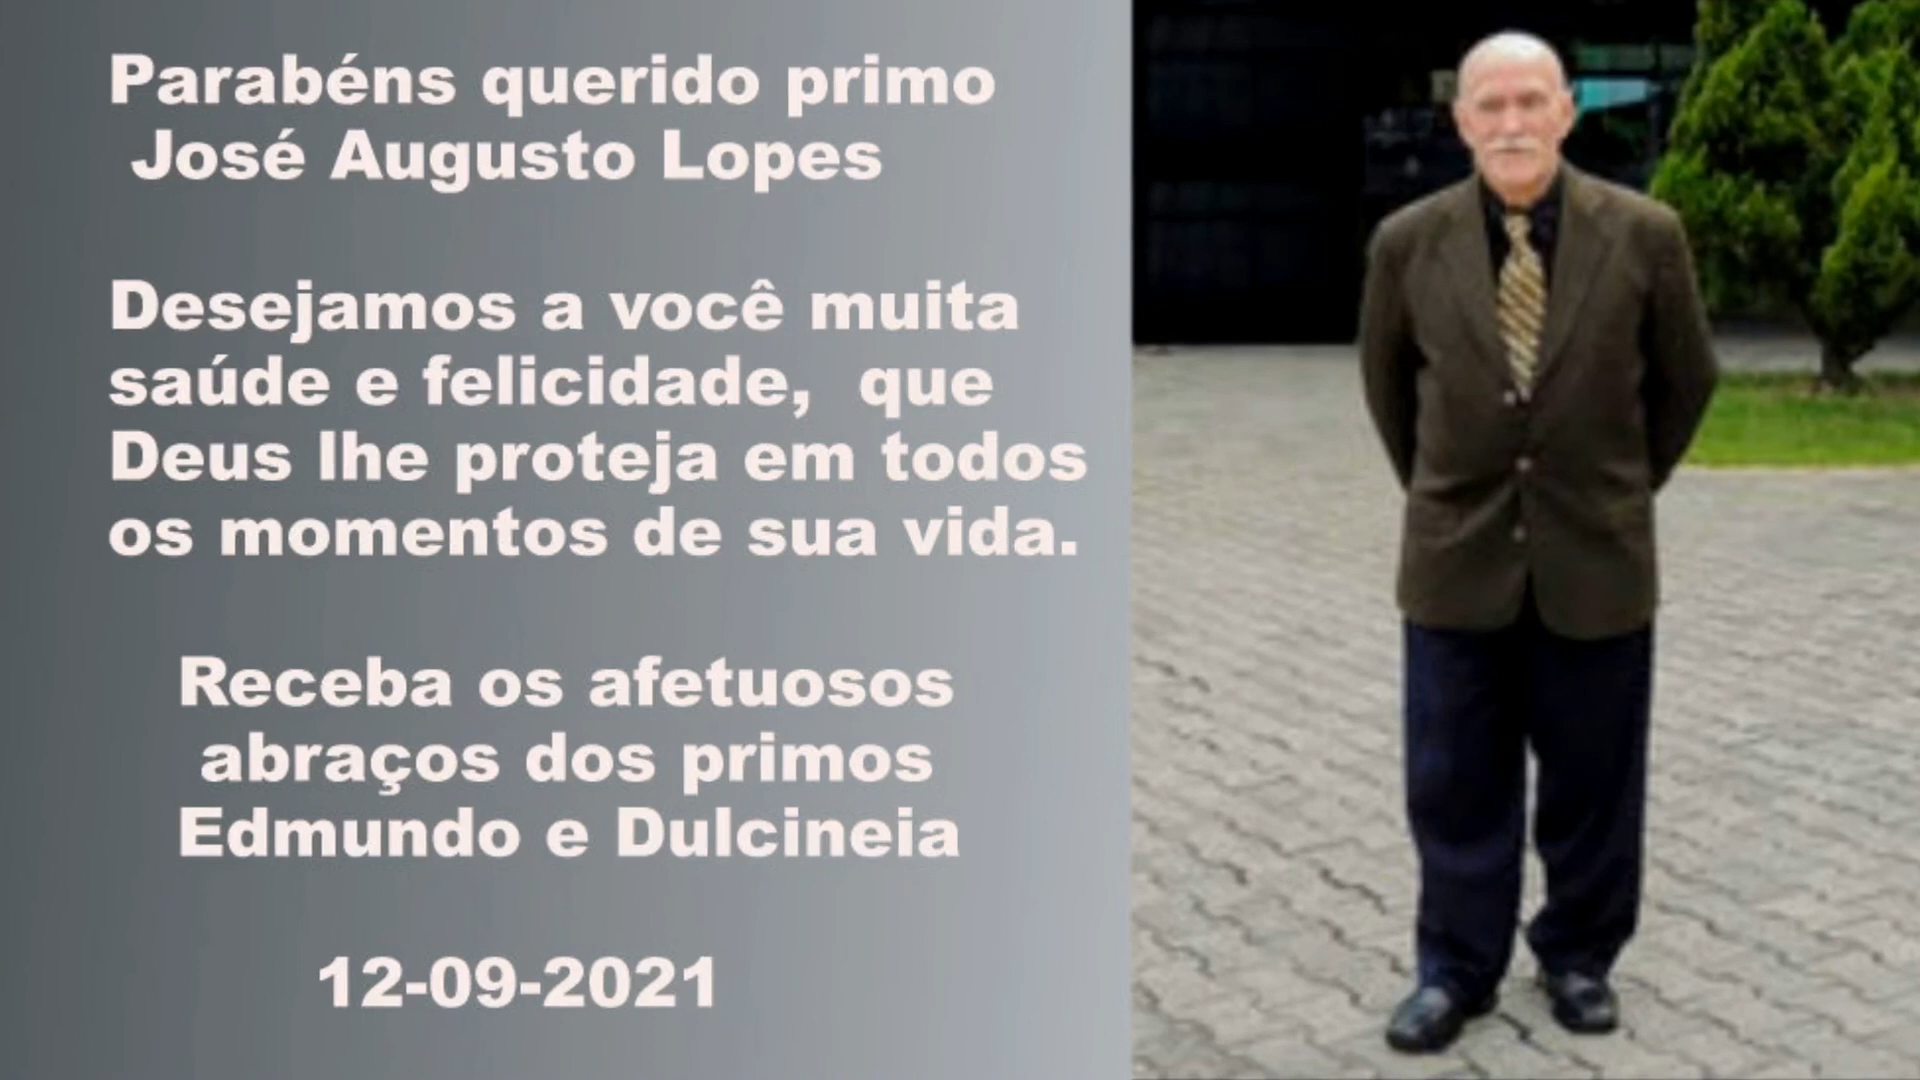 Parabéns querido primo
José Augusto Lopes
Desejamos a você muita
saúde e felicidade, que
Deus lhe proteja em todos
os momentos de sua vida.
Receba os afetuosos
abraços dos primos
Edmundo e Dulcineia
12-09-2021